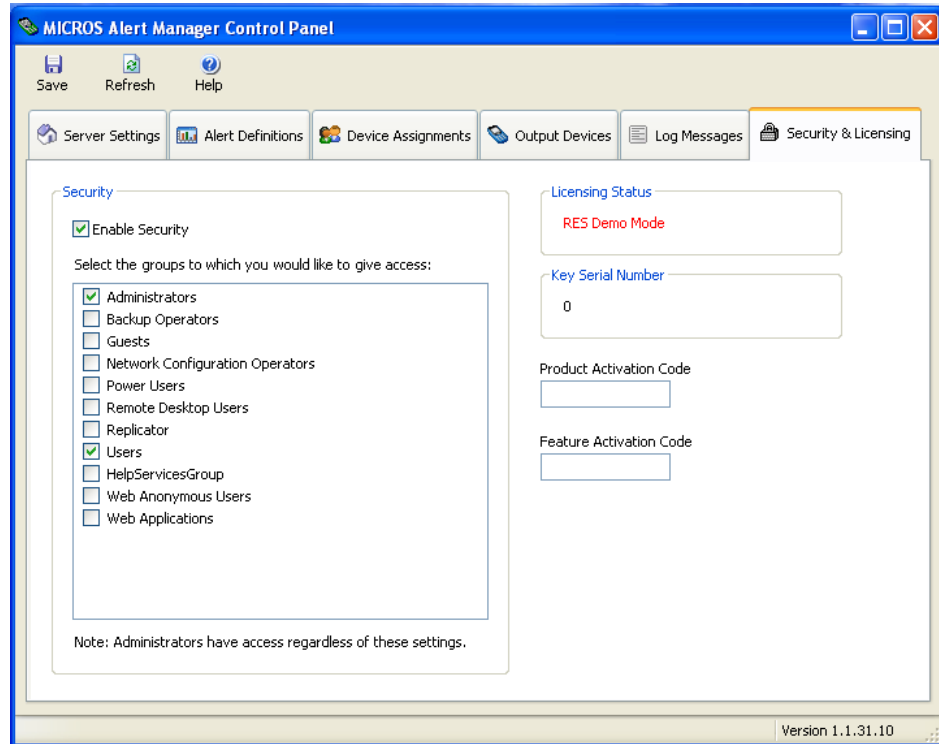 MICROS Alert Manager Control Panel
Save Refresh Help
Server Settings Alert Definitions Device Assignments Output Devices Log Messages Security & Licensing
Security
Enable Security
Select the groups to which you would like to give access:
Administrators
Backup Operators
Guests
Network Configuration Operators
Power Users
Remote Desktop Users
Replicator
Users
HelpServicesGroup
Web Anonymous Users
Web Applications
Note: Administrators have access regardless of these settings.
Licensing Status
RES Demo Mode
Key Serial Number
0
Product Activation Code
Feature Activation Code
Version 1.1.31.10